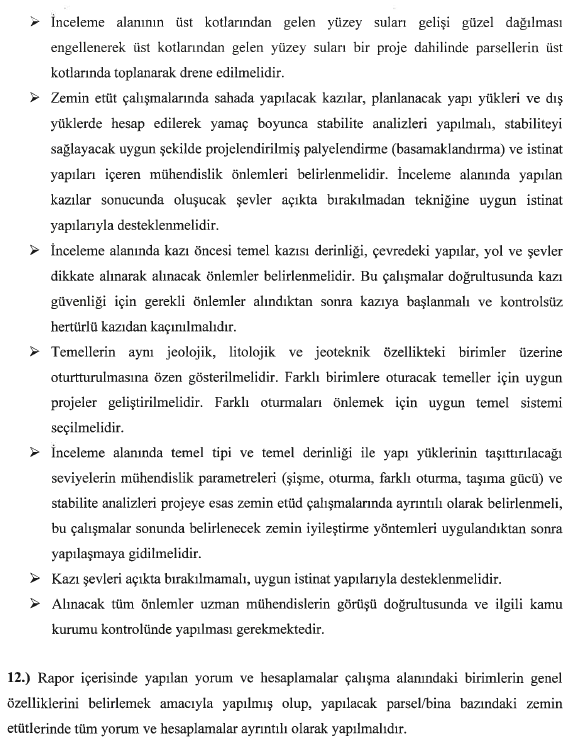 ➢ İnceleme alanının üst kotlarından gelen yüzey suları gelişi güzel dağılması
engellenerek üst kotlarından gelen yüzey suları bir proje dahilinde parsellerin üst
kotlarında toplanarak drene edilmelidir.
➢ Zemin etüt çalışmalarında sahada yapılacak kazılar, planlanacak yapı yükleri ve dış
yüklerde hesap edilerek yamaç boyunca stabilite analizleri yapılmalı, stabiliteyi
sağlayacak uygun şekilde projelendirilmiş palyelendirme (basamaklandırma) ve istinat
yapıları içeren mühendislik önlemleri belirlenmelidir. İnceleme alanında yapılan
kazılar sonucunda oluşucak şevler açıkta bırakılmadan tekniğine uygun istinat
yapılarıyla desteklenmelidir.
➢ İnceleme alanında kazı öncesi temel kazısı derinliği, çevredeki yapılar, yol ve şevler
dikkate alınarak alınacak önlemler belirlenmelidir. Bu çalışmalar doğrultusunda kazı
güvenliği için gerekli önlemler alındıktan sonra kazıya başlanmalı ve kontrolsüz
hertürlü kazıdan kaçınılmalıdır.
➢ Temellerin aynı jeolojik, litolojik ve jeoteknik özellikteki birimler üzerine
oturtturulmasına özen gösterilmelidir. Farklı birimlere oturacak temeller için uygun
projeler geliştirilmelidir. Farklı oturmaları önlemek için uygun temel sistemi
seçilmelidir.
➢ İnceleme alanında temel tipi ve temel derinliği ile yapı yüklerinin taşıttırılacağı
seviyelerin mühendislik parametreleri (şişme, oturma, farklı oturma, taşıma gücü) ve
stabilite analizleri projeye esas zemin etüd çalışmalarında ayrıntılı olarak belirlenmeli,
bu çalışmalar sonunda belirlenecek zemin iyileştirme yöntemleri uygulandıktan sonra
yapılaşmaya gidilmelidir.
➢ Kazı şevleri açıkta bırakılmamalı, uygun istinat yapılarıyla desteklenmelidir.
➢ Alınacak tüm önlemler uzman mühendislerin görüşü doğrultusunda ve ilgili kamu
kurumu kontrolünde yapılması gerekmektedir.
12.) Rapor içerisinde yapılan yorum ve hesaplamalar çalışma alanındaki birimlerin genel
özelliklerini belirlemek amacıyla yapılmış olup, yapılacak parsel/bina bazındaki zemin
etütlerinde tüm yorum ve hesaplamalar ayrıntılı olarak yapılmalıdır.